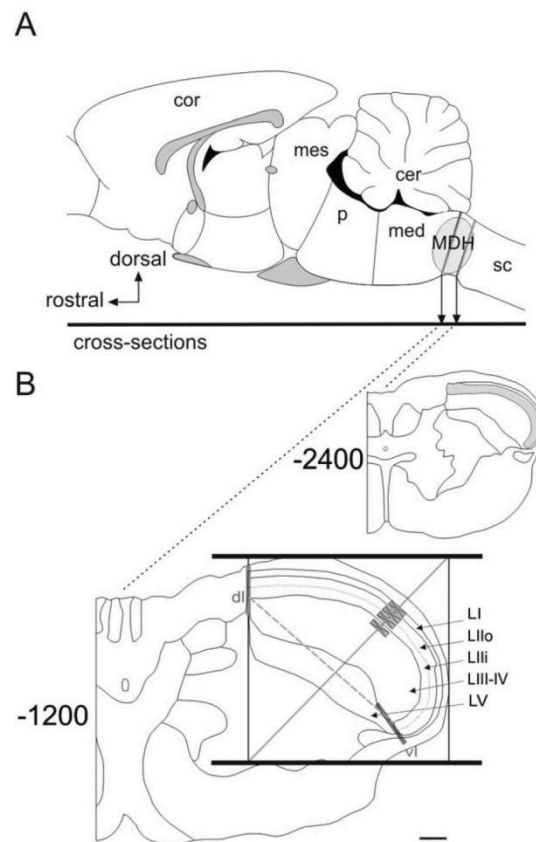 A
cor
mes
cer
p
med
MDH
sc
dorsal
rostral
cross-sections
B
-2400
dl
LI
LIIo
LIIi
LIII-IV
LV
-1200
vl